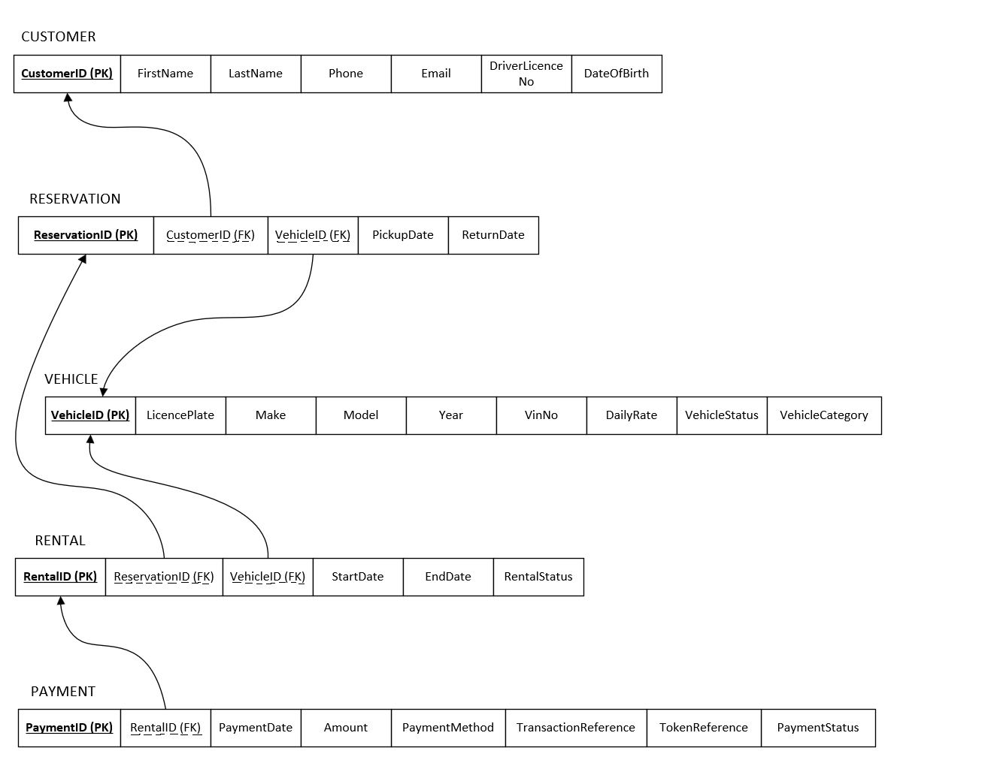 CUSTOMER
CustomerID (PK) FirstName LastName Phone Email DriverLicence No DateOfBirth
RESERVATION
ReservationID (PK) CustomerID (FK) VehicleID (FK) PickupDate ReturnDate
VEHICLE
VehicleID (PK) LicencePlate Make Model Year VinNo DailyRate VehicleStatus VehicleCategory
RENTAL
RentalID (PK) ReservationID (FK) VehicleID (FK) StartDate EndDate RentalStatus
PAYMENT
PaymentID (PK) RentalID (FK) PaymentDate Amount PaymentMethod TransactionReference TokenReference PaymentStatus